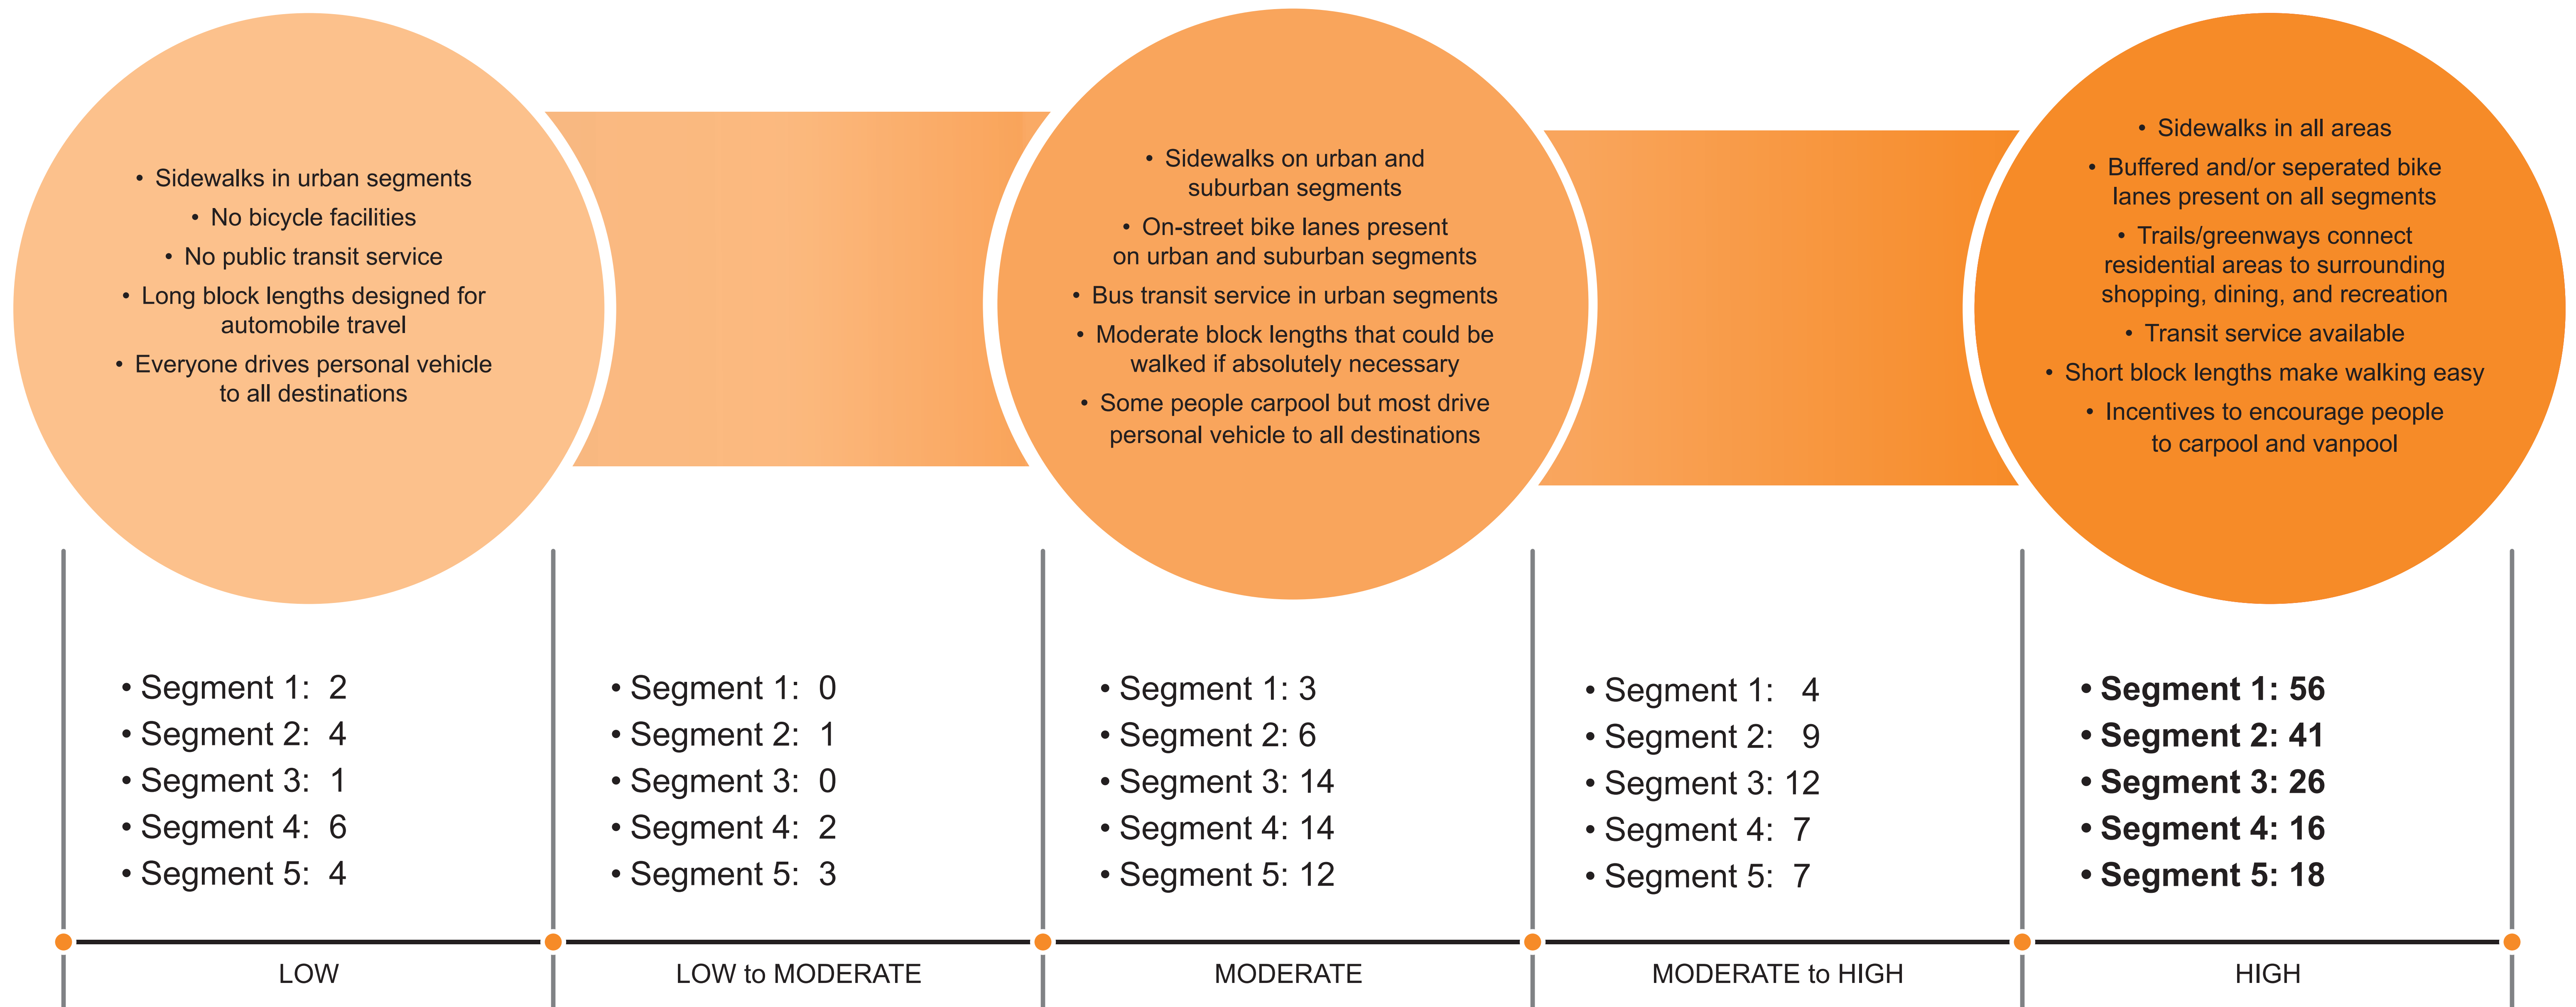 • Sidewalks in urban segments
• No bicycle facilities
• No public transit service
• Long block lengths designed for
automobile travel
• Everyone drives personal vehicle
to all destinations
• Sidewalks on urban and
suburban segments
• On-street bike lanes present
on urban and suburban segments
• Bus transit service in urban segments
• Moderate block lengths that could be
walked if absolutely necessary
• Some people carpool but most drive
personal vehicle to all destinations
• Sidewalks in all areas
• Buffered and/or seperated bike
lanes present on all segments
• Trails/greenways connect
residential areas to surrounding
shopping, dining, and recreation
• Transit service available
• Short block lengths make walking easy
• Incentives to encourage people
to carpool and vanpool
• Segment 1: 2
• Segment 2: 4
• Segment 3: 1
• Segment 4: 6
• Segment 5: 4
• Segment 1: 0
• Segment 2: 1
• Segment 3: 0
• Segment 4: 2
• Segment 5: 3
• Segment 1: 3
• Segment 2: 6
• Segment 3: 14
• Segment 4: 14
• Segment 5: 12
• Segment 1: 4
• Segment 2: 9
• Segment 3: 12
• Segment 4: 7
• Segment 5: 7
• Segment 1: 56
• Segment 2: 41
• Segment 3: 26
• Segment 4: 16
• Segment 5: 18
LOW
LOW to MODERATE
MODERATE
MODERATE to HIGH
HIGH